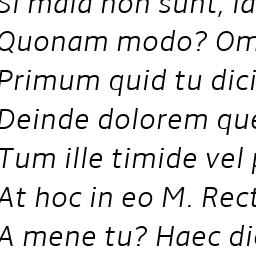 si mala non sunt, ia
Quonam modo? Om
Primum quid tu dici
Deinde dolorem que
Tum ille timide vel p
At hoc in eo M. Rect
A mene tu? Haec di